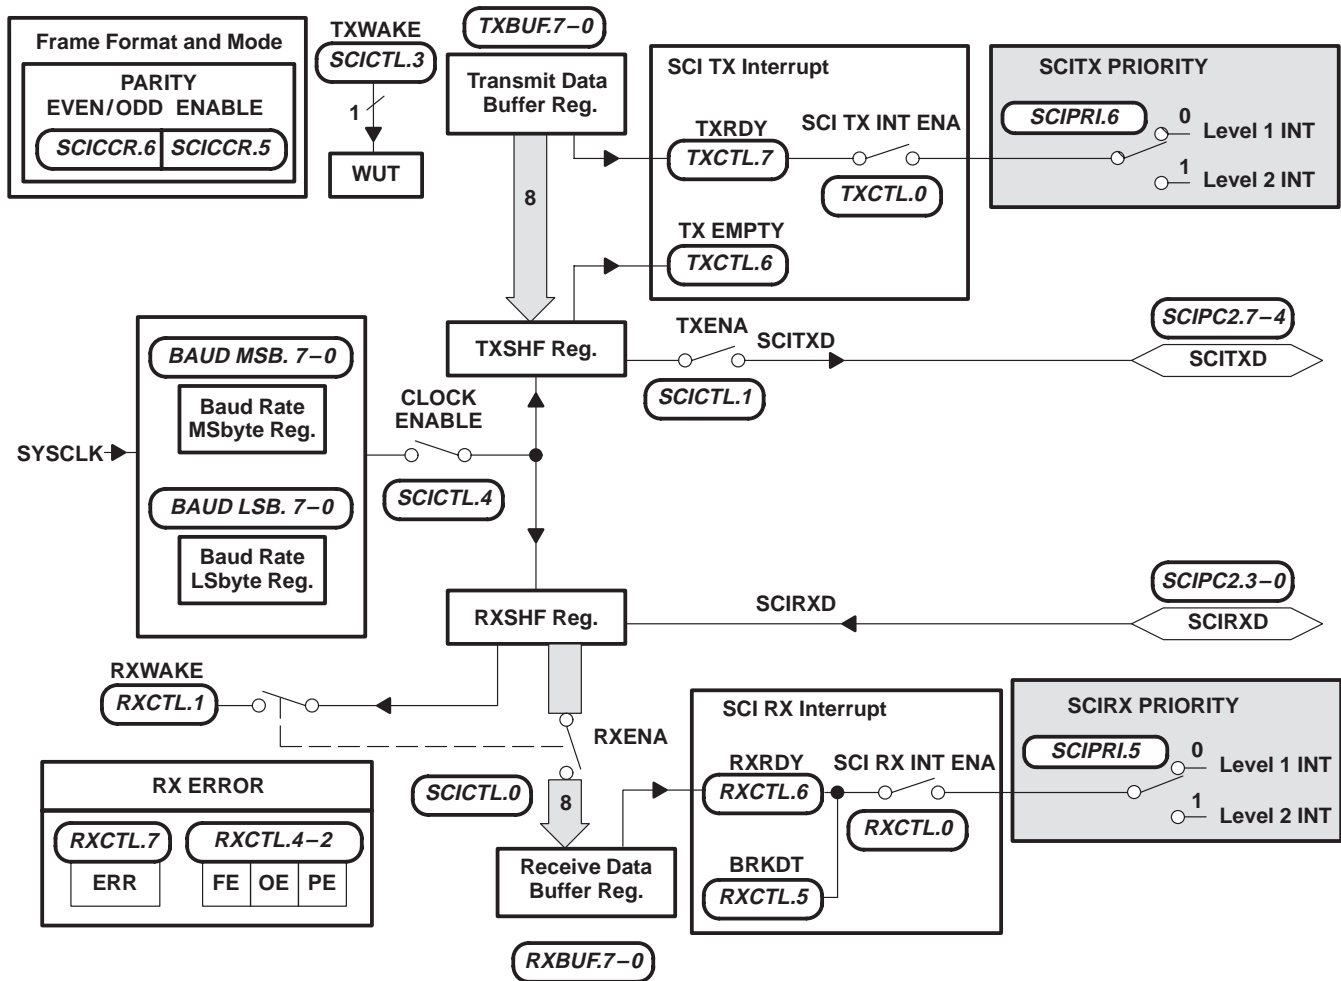 Frame Format and Mode
PARITY
EVEN/ODD ENABLE
SCICCR.6 SCICCR.5
TXWAKE
SCICTL.3
1
WUT
TXBUF.7–0
Transmit Data
Buffer Reg.
8
SCI TX Interrupt
TXRDY
TXCTL.7
SCI TX INT ENA
TXCTL.0
TX EMPTY
TXCTL.6
SCITX PRIORITY
SCIPRI.6
0
Level 1 INT
1
Level 2 INT
TXSHF Reg.
TXENA
SCITXD
SCICTL.1
SCIPC2.7–4
SCITXD
BAUD MSB. 7–0
Baud Rate
MSbyte Reg.
SYSCLK
BAUD LSB. 7–0
Baud Rate
LSbyte Reg.
CLOCK
ENABLE
SCICTL.4
RXSHF Reg.
SCIRXD
SCIPC2.3–0
SCIRXD
RXWAKE
RXCTL.1
RXENA
SCICTL.0
8
RX ERROR
RXCTL.7 RXCTL.4–2
ERR FE OE PE
Receive Data
Buffer Reg.
RXBUF.7–0
SCI RX Interrupt
RXRDY
RXCTL.6
SCI RX INT ENA
RXCTL.0
BRKDT
RXCTL.5
SCIRX PRIORITY
SCIPRI.5
0
Level 1 INT
1
Level 2 INT